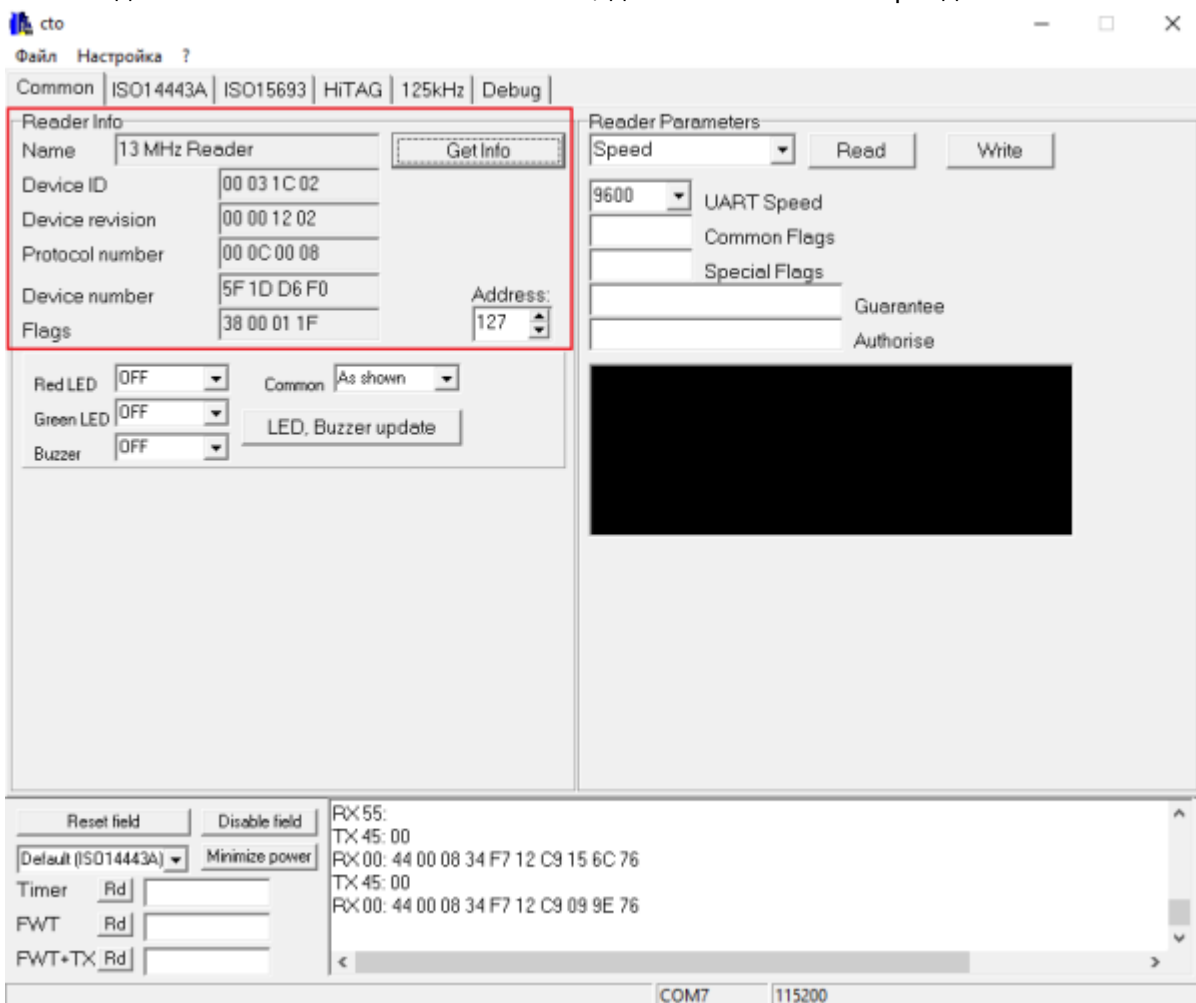 cto
Файл Настройка ?
Common ISO14443A ISO15693 HiTAG 125kHz Debug
Reader Info
Name 13 MHz Reader Get Info
Device ID 00 03 1C 02
Device revision 00 00 12 02
Protocol number 00 0C 00 08
Device number 5F 1D D6 F0
Address:
Flags 38 00 01 1F 127
Red LED OFF Common As shown
Green LED OFF
LED, Buzzer update
Buzzer OFF
Reader Parameters
Speed Read Write
9600 UART Speed
Common Flags
Special Flags
Guarantee
Authorise
Reset field Disable field
Default (ISO14443A) Minimize power
Timer Rd
FWT Rd
FWT+TX Rd
RX 55:
TX 45: 00
RX 00: 44 00 08 34 F7 12 C9 15 6C 76
TX 45: 00
RX 00: 44 00 08 34 F7 12 C9 09 9E 76
COM7 115200